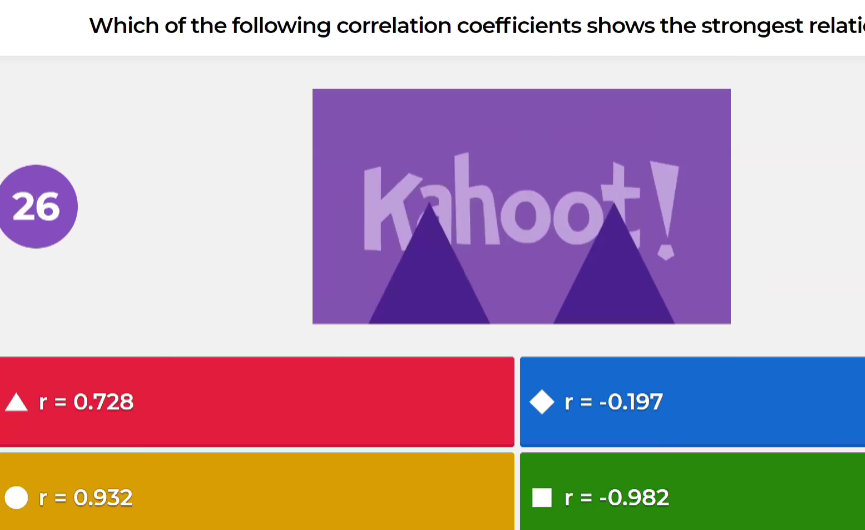 Which of the following correlation coefficients shows the strongest
Kahoot!
26
r = 0.728
r = -0.197
r = 0.932
r = -0.982